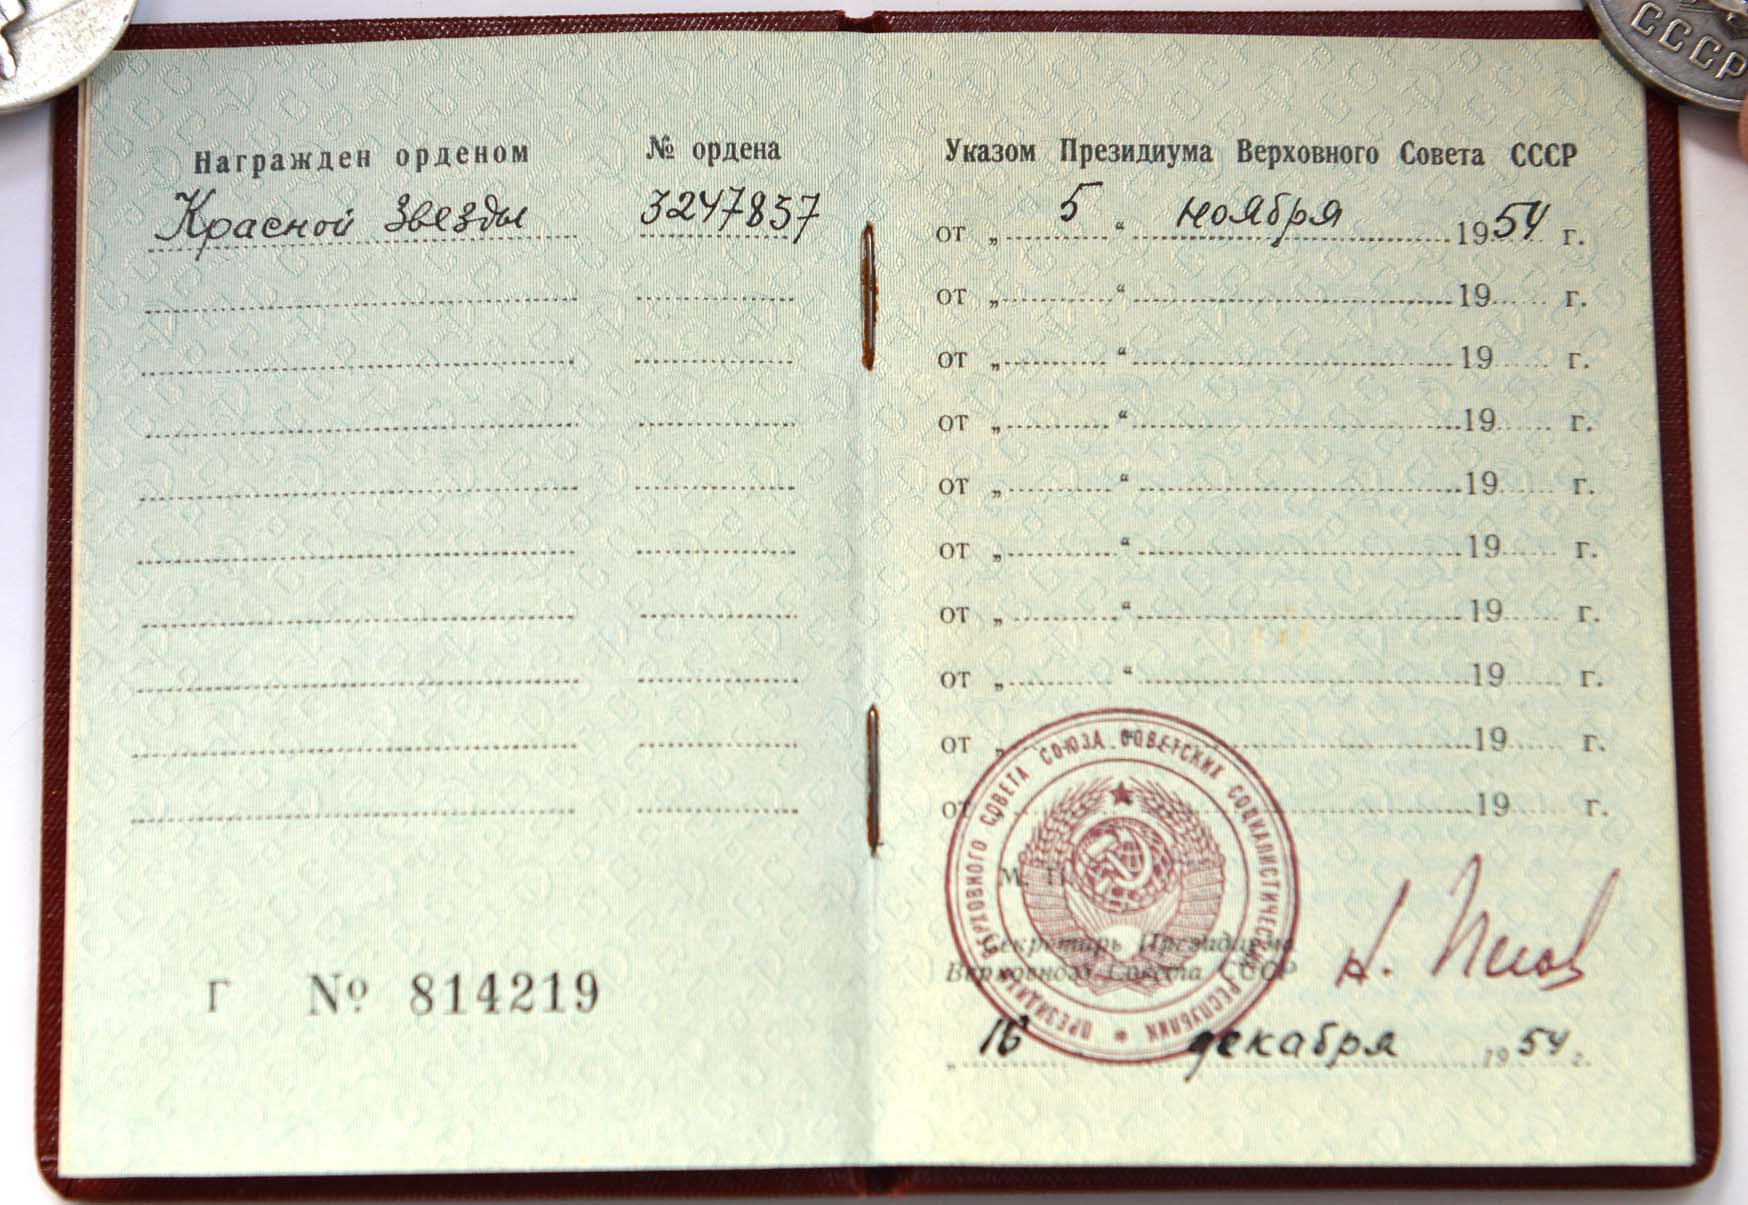 СССР
Награжден орденом № ордена
Красной Звезды 3247837
Г № 814219
Указом Президиума Верховного Совета СССР
от „ 5 “ ноября 1954 г.
от „ “ 19 г.
от „ “ 19 г.
от „ “ 19 г.
от „ “ 19 г.
от „ “ 19 г.
от „ “ 19 г.
от „ “ 19 г.
от „ 19 г.
от 19 г.
ПРЕЗИДИУМ ВЕРХОВНОГО СОВЕТА СОЮЗА СОВЕТСКИХ СОЦИАЛИСТИЧЕСКИХ РЕСПУБЛИК
М. П.
Секретарь Президиума
Верховного Совета СССР
„ 16 декабря 1954 г.